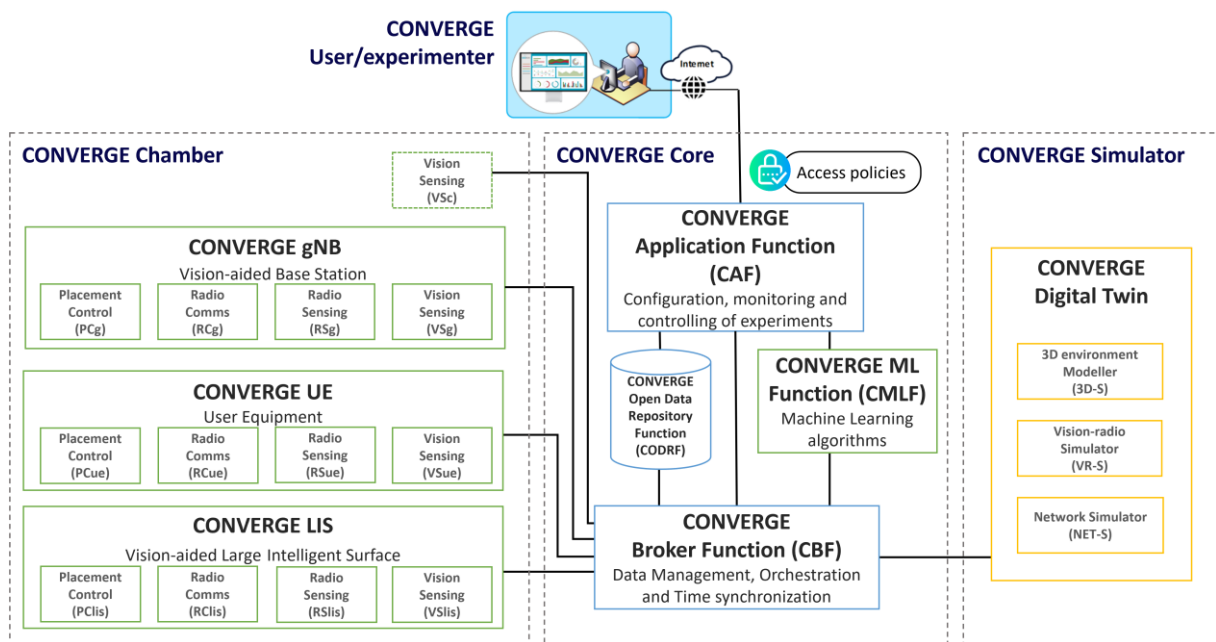 CONVERGE
User/experimenter
Internet
CONVERGE Chamber
Vision
Sensing
(VSc)
CONVERGE gNB
Vision-aided Base Station
Placement
Control
(PCg)
Radio
Comms
(RCg)
Radio
Sensing
(RSg)
Vision
Sensing
(VSg)
CONVERGE UE
User Equipment
Placement
Control
(PCue)
Radio
Comms
(RCue)
Radio
Sensing
(RSue)
Vision
Sensing
(VSue)
CONVERGE LIS
Vision-aided Large Intelligent Surface
Placement
Control
(PClis)
Radio
Comms
(RClis)
Radio
Sensing
(RSlis)
Vision
Sensing
(VSlis)
CONVERGE Core
Access policies
CONVERGE
Application Function
(CAF)
Configuration, monitoring and
controlling of experiments
CONVERGE
Open Data
Repository
Function
(CODRF)
CONVERGE ML
Function (CMLF)
Machine Learning
algorithms
CONVERGE
Broker Function (CBF)
Data Management, Orchestration
and Time synchronization
CONVERGE Simulator
CONVERGE
Digital Twin
3D environment
Modeller
(3D-S)
Vision-radio
Simulator
(VR-S)
Network Simulator
(NET-S)